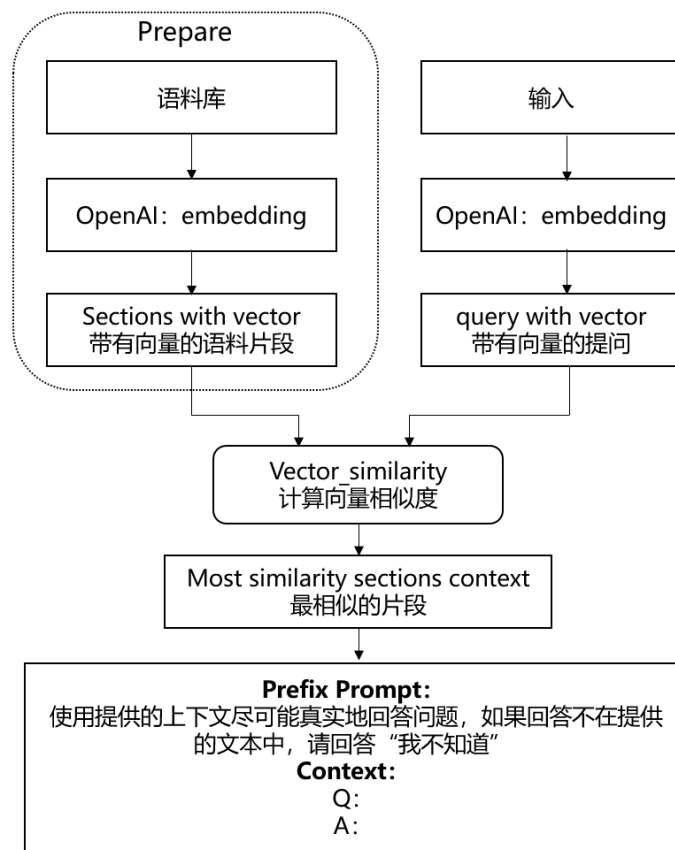 Prepare
语料库
输入
OpenAI：embedding
OpenAI：embedding
Sections with vector
带有向量的语料片段
query with vector
带有向量的提问
Vector_similarity
计算向量相似度
Most similarity sections context
最相似的片段
Prefix Prompt：
使用提供的上下文尽可能真实地回答问题，如果回答不在提供
的文本中，请回答“我不知道”
Context：
Q：
A：